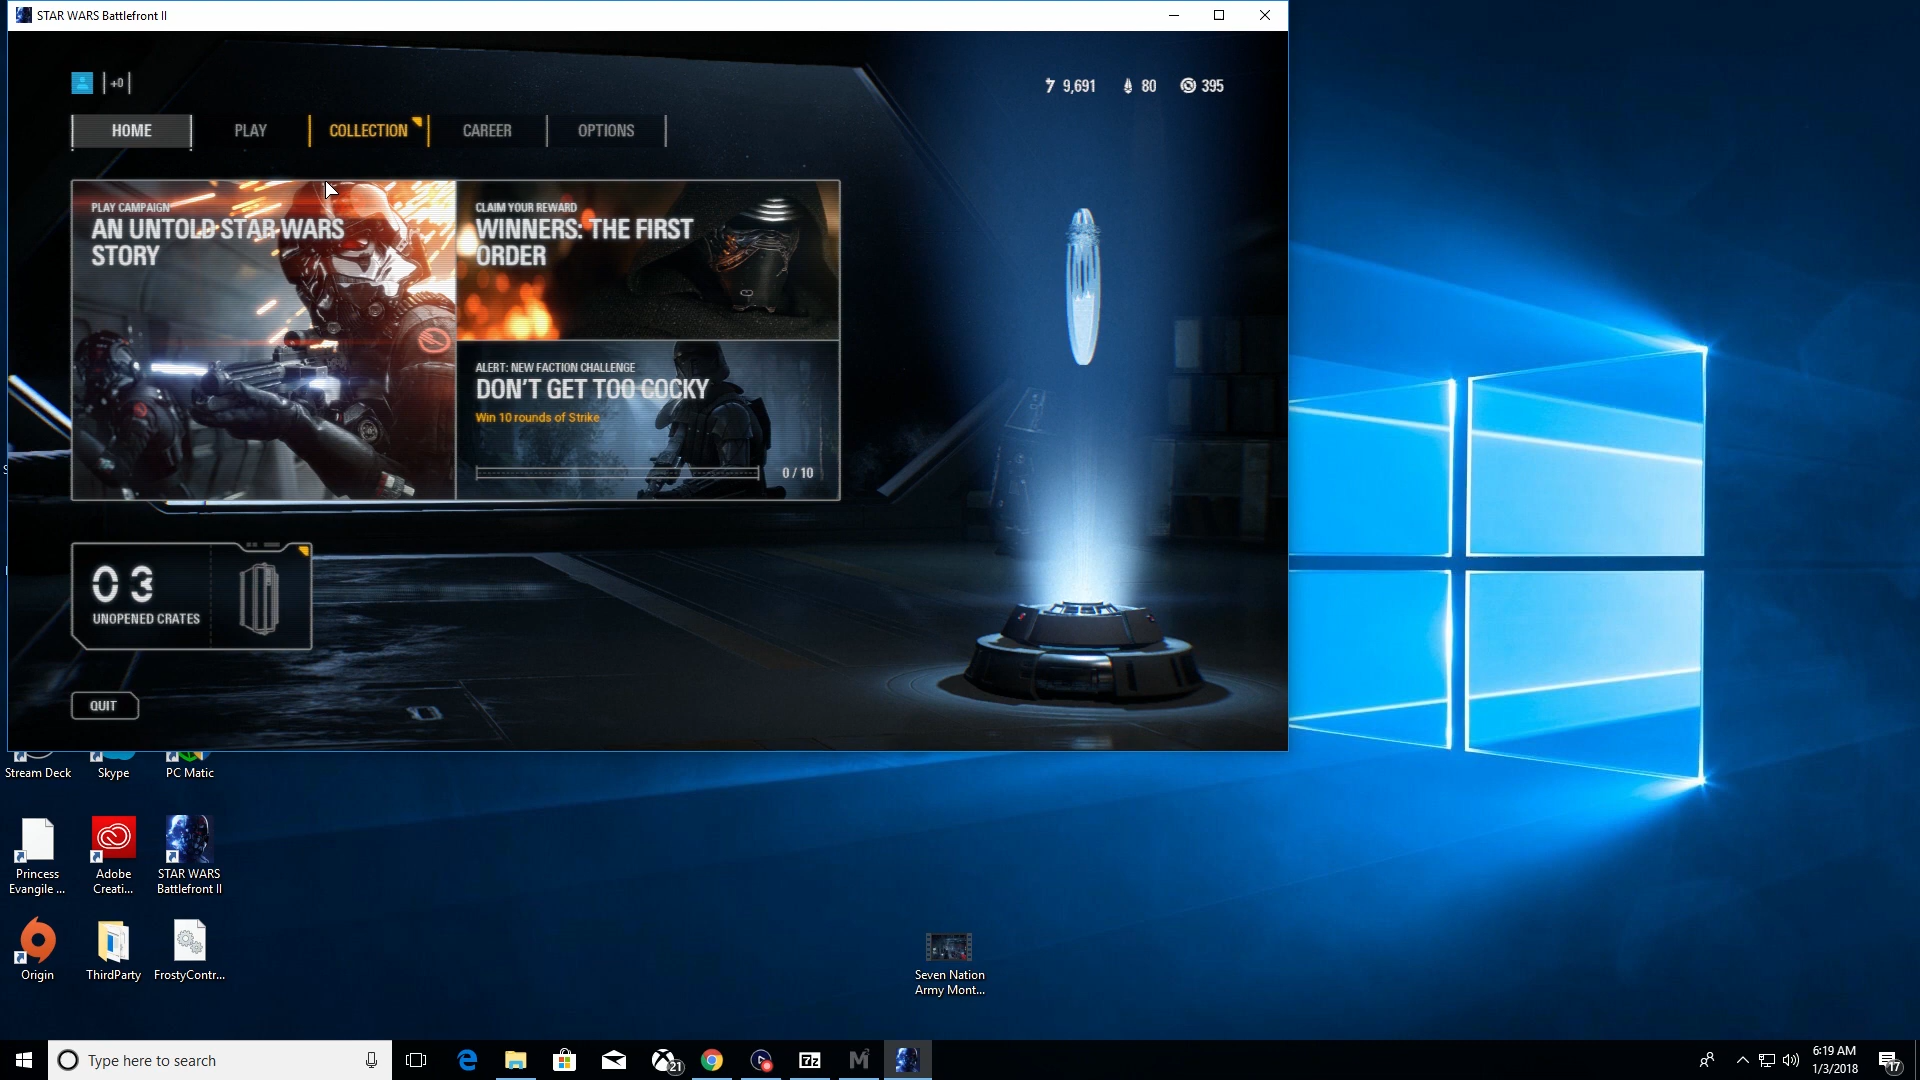 STAR WARS Battlefront II
+0
9,691
80
395
HOME
PLAY
COLLECTION
CAREER
OPTIONS
PLAY CAMPAIGN
AN UNTOLD STAR WARS
STORY
CLAIM YOUR REWARD
WINNERS: THE FIRST
ORDER
ALERT: NEW FACTION CHALLENGE
DON'T GET TOO COCKY
Win 10 rounds of Strike
0 / 10
03
UNOPENED CRATES
QUIT
Stream Deck
Skype
PC Matic
Princess
Evangile ...
Adobe
Creati...
STAR WARS
Battlefront II
Origin
ThirdParty
FrostyContr...
Seven Nation
Army Mont...
Type here to search
21
7z
M
6:19 AM
1/3/2018
17